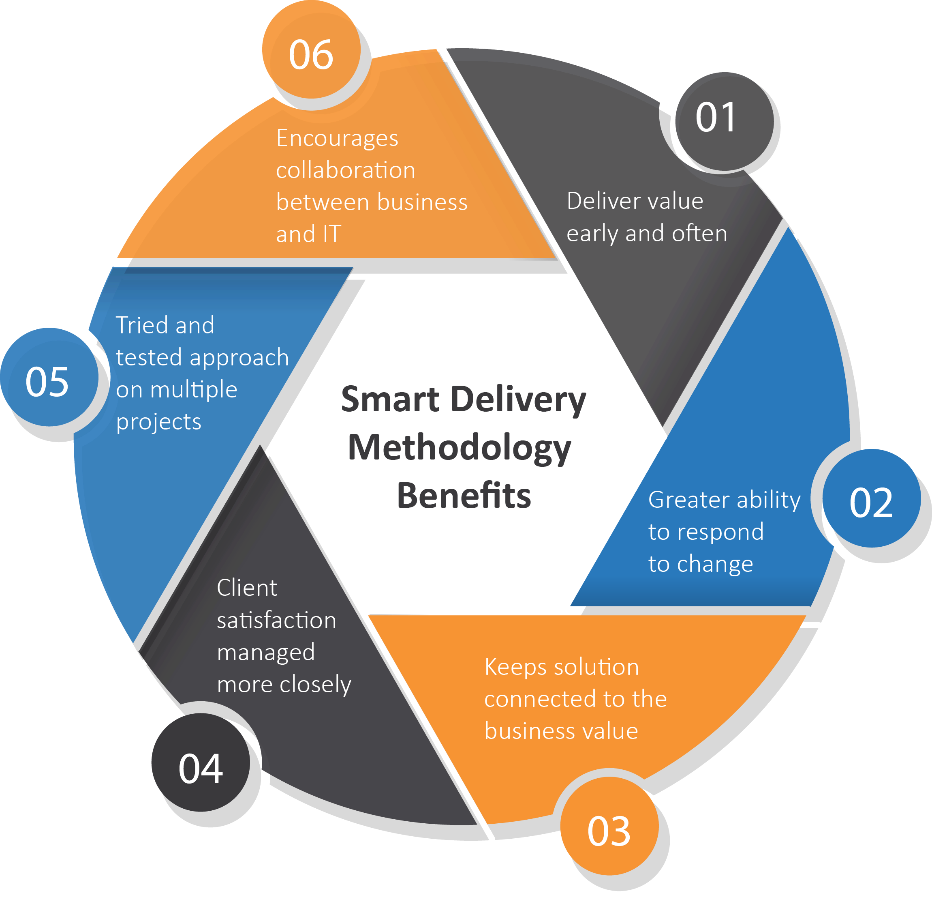 Smart Delivery
Methodology
Benefits
01
Deliver value
early and often
02
Greater ability
to respond
to change
03
Keeps solution
connected to the
business value
04
Client
satisfaction
managed
more closely
05
Tried and
tested approach
on multiple
projects
06
Encourages
collaboration
between business
and IT